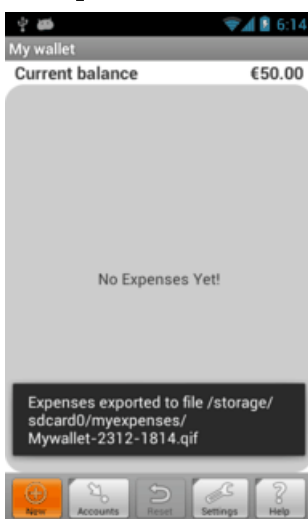 6:14
My wallet
Current balance €50.00
No Expenses Yet!
Expenses exported to file /storage/
sdcard0/myexpenses/
Mywallet-2312-1814.qif
New Accounts Reset Settings Help